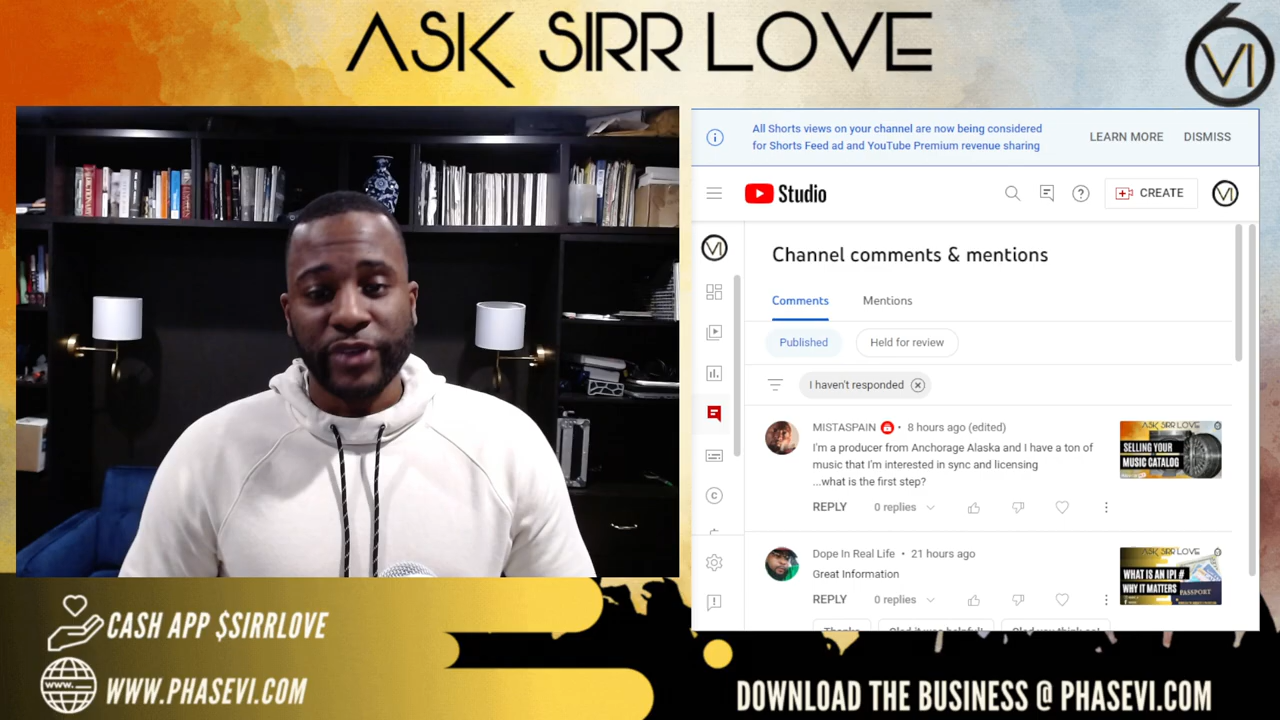 ASK SIRR LOVE
VI
All Shorts views on your channel are now being considered
for Shorts Feed ad and YouTube Premium revenue sharing
LEARN MORE
DISMISS
Studio
CREATE
VI
VI
Channel comments & mentions
Comments
Mentions
Published
Held for review
I haven't responded
MISTASPAIN • 8 hours ago (edited)
I'm a producer from Anchorage Alaska and I have a ton of
music that I'm interested in sync and licensing
...what is the first step?
REPLY
0 replies
ASK SIRR LOVE
SELLING YOUR
MUSIC CATALOG
Dope In Real Life • 21 hours ago
Great Information
REPLY
0 replies
ASK SIRR LOVE
WHAT IS AN IPI #
WHY IT MATTERS
PASSPORT
CASH APP $SIRRLOVE
WWW.PHASEVI.COM
DOWNLOAD THE BUSINESS @ PHASEVI.COM